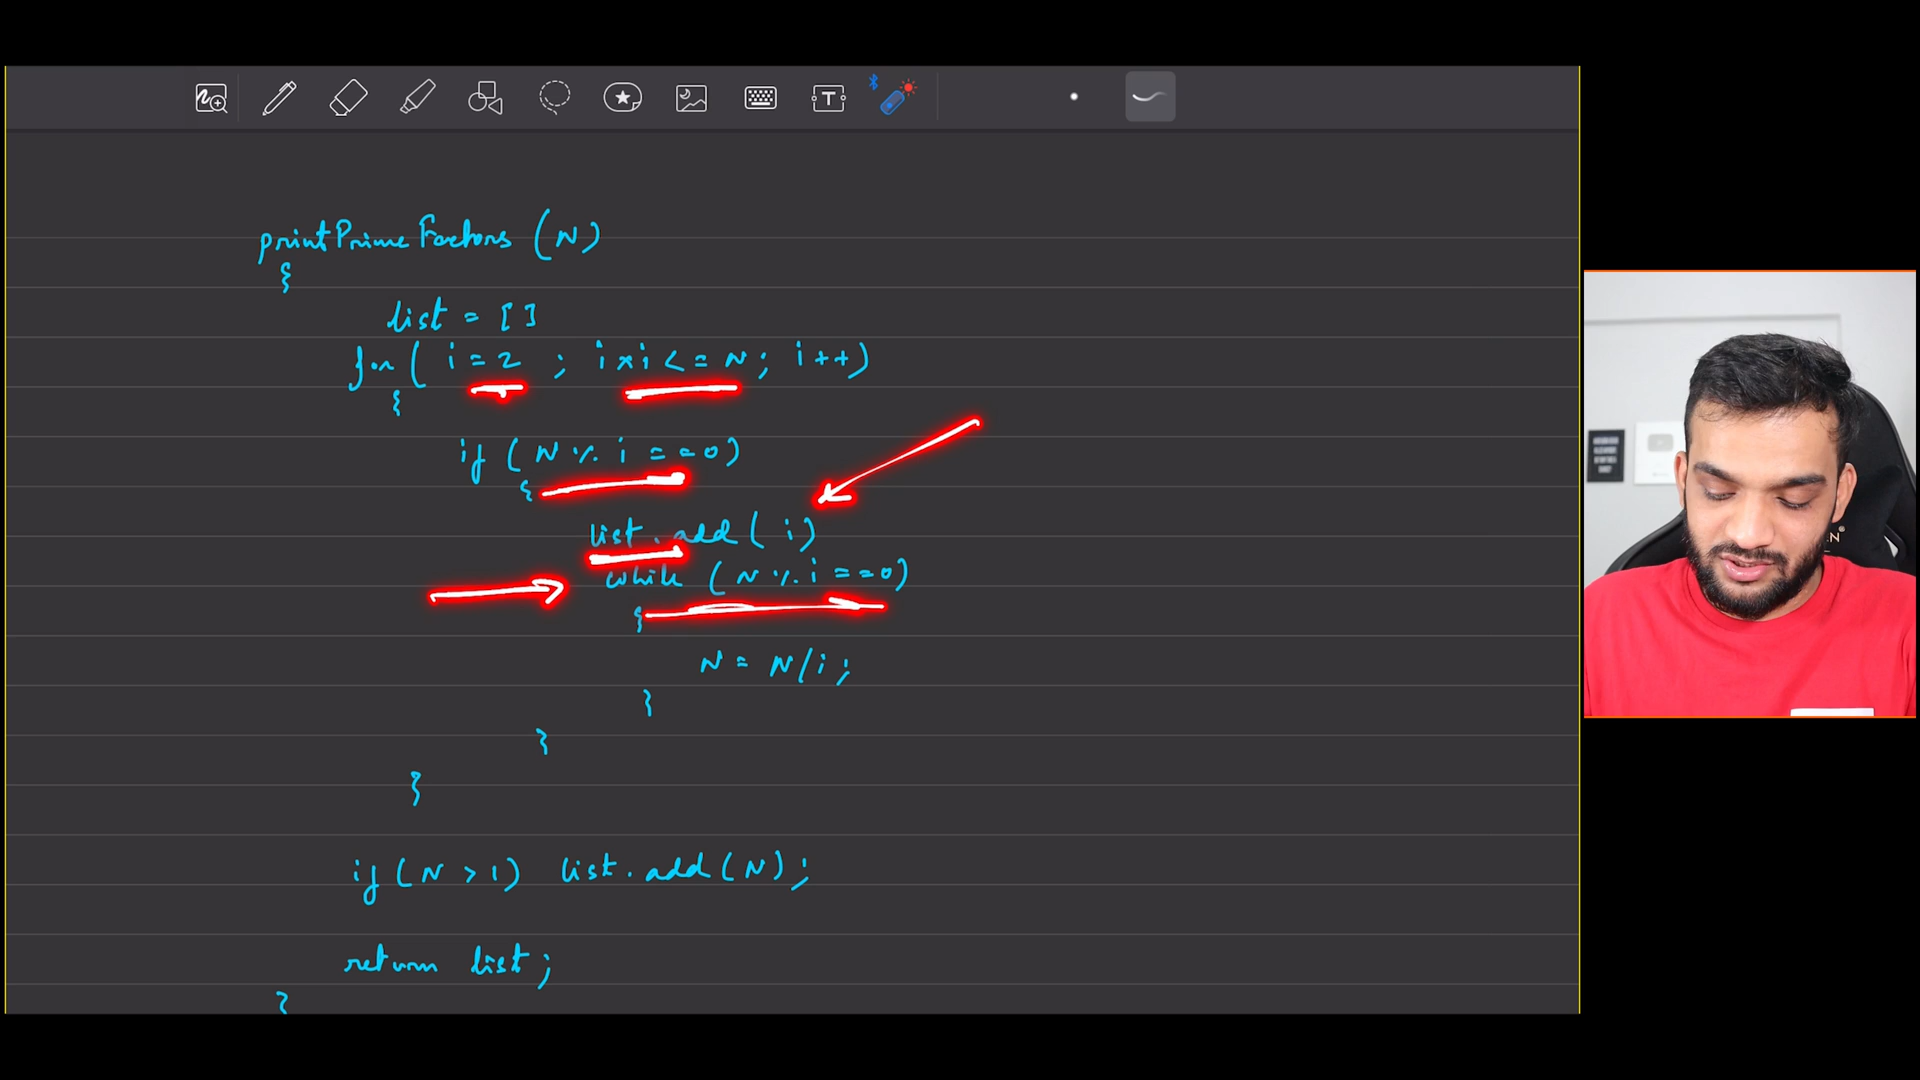 printPrimeFactors (N)
{
list = [ ]
for ( i = 2 ; i * i <= N ; i++)
{
if ( N % i == 0)
{
list.add ( i )
while ( N % i == 0)
{
N = N/i ;
}
}
}
if ( N > 1) list.add (N);
return list ;
}